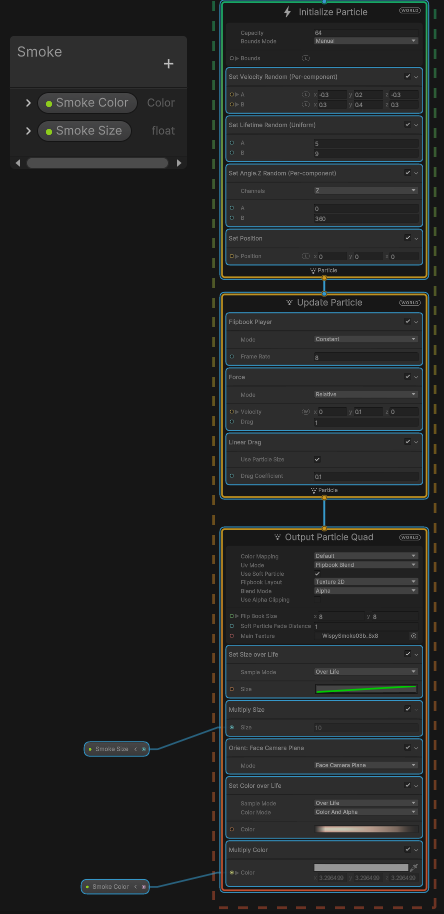 Smoke
+
Smoke Color Color
Smoke Size float
Initialize Particle WORLD
Capacity 64
Bounds Mode Manual
Bounds L
Set Velocity Random (Per-component)
A L x -0.3 y 0.2 z -0.3
B L x 0.3 y 0.4 z 0.3
Set Lifetime Random (Uniform)
A 5
B 9
Set Angle.Z Random (Per-component)
Channels Z
A 0
B 360
Set Position
Position L x 0 y 0 z 0
Particle
Update Particle WORLD
Flipbook Player
Mode Constant
Frame Rate 8
Force
Mode Relative
Velocity W x 0 y 0.1 z 0
Drag 1
Linear Drag
Use Particle Size
Drag Coefficient 0.1
Particle
Output Particle Quad WORLD
Color Mapping Default
Uv Mode Flipbook Blend
Use Soft Particle
Flipbook Layout Texture 2D
Blend Mode Alpha
Use Alpha Clipping
Flip Book Size x 8 y 8
Soft Particle Fade Distance 1
Main Texture WispySmoke03b_8x8
Set Size over Life
Sample Mode Over Life
Size
Multiply Size
Smoke Size
Size 10
Orient: Face Camera Plane
Mode Face Camera Plane
Set Color over Life
Sample Mode Over Life
Color Mode Color And Alpha
Color
Multiply Color
Smoke Color
Color